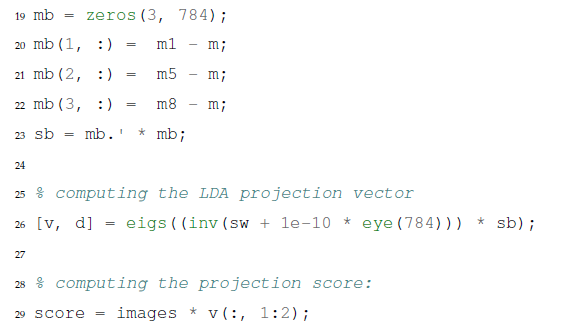 19 mb = zeros(3, 784);
20 mb(1, :) =  m1 - m;
21 mb(2, :) =  m5 - m;
22 mb(3, :) =  m8 - m;
23 sb = mb.' * mb;
24
25 % computing the LDA projection vector
26 [v, d] = eigs((inv(sw + 1e-10 * eye(784))) * sb);
27
28 % computing the projection score:
29 score = images * v(:, 1:2);